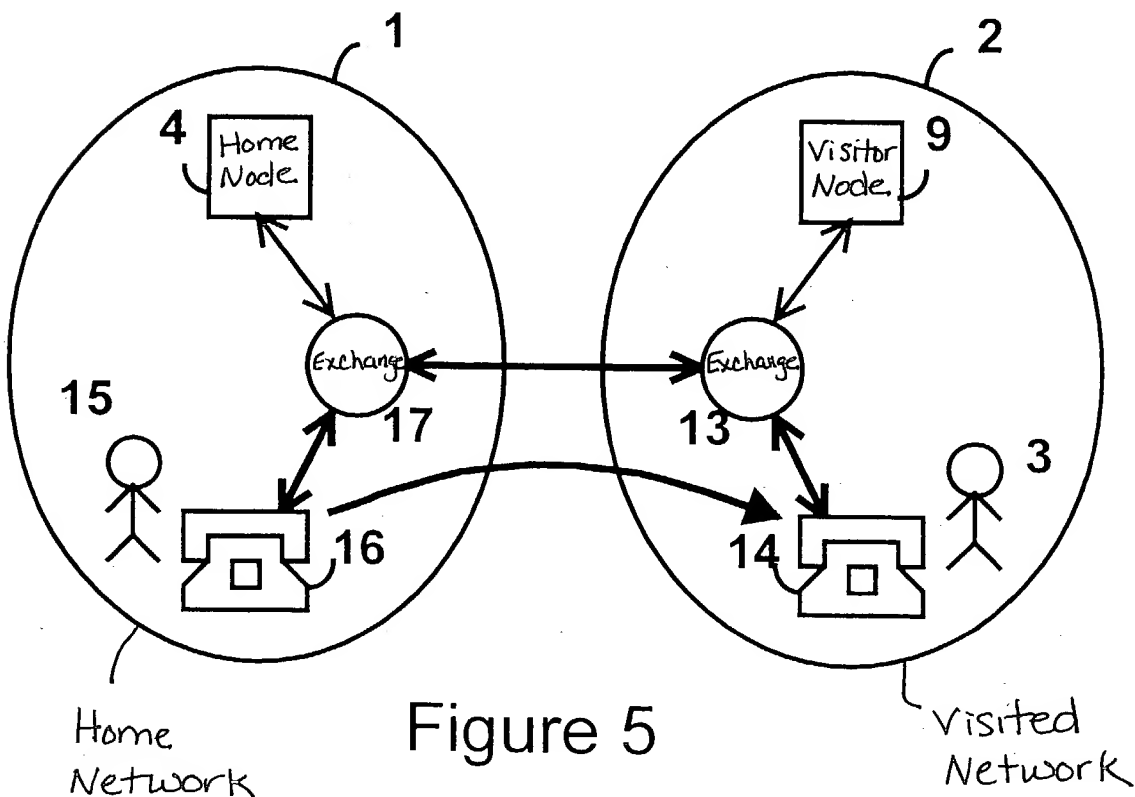 1
2
4
Home
Node
Visitor
Node
9
Exchange
Exchange
15
17
13
3
16
14
Home
Network
Figure 5
Visited
Network